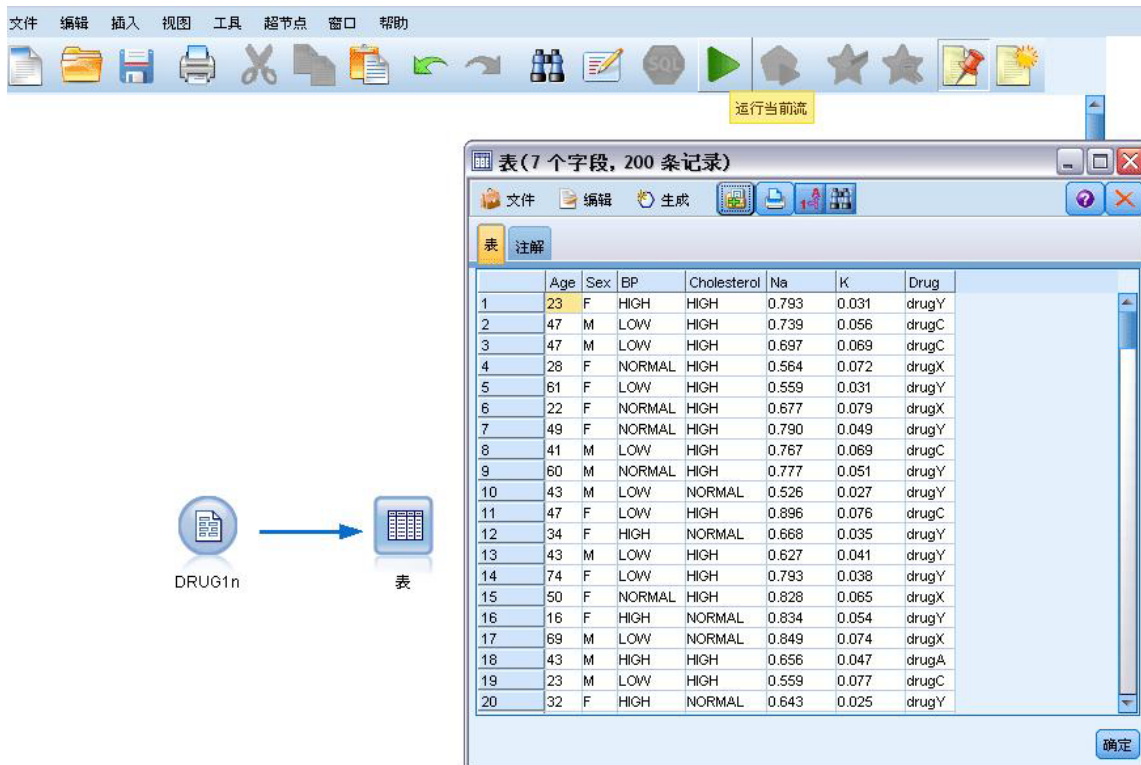 文件 编辑 插入 视图 工具 超节点 窗口 帮助
SQL
运行当前流
表(7 个字段, 200 条记录)
文件 编辑 生成
表 注解
Age Sex BP Cholesterol Na K Drug
1 23 F HIGH HIGH 0.793 0.031 drugY
2 47 M LOW HIGH 0.739 0.056 drugC
3 47 M LOW HIGH 0.697 0.069 drugC
4 28 F NORMAL HIGH 0.564 0.072 drugX
5 61 F LOW HIGH 0.559 0.031 drugY
6 22 F NORMAL HIGH 0.677 0.079 drugX
7 49 F NORMAL HIGH 0.790 0.049 drugY
8 41 M LOW HIGH 0.767 0.069 drugC
9 60 M NORMAL HIGH 0.777 0.051 drugY
10 43 M LOW NORMAL 0.526 0.027 drugY
11 47 F LOW HIGH 0.896 0.076 drugC
12 34 F HIGH NORMAL 0.668 0.035 drugY
13 43 M LOW HIGH 0.627 0.041 drugY
14 74 F LOW HIGH 0.793 0.038 drugY
15 50 F NORMAL HIGH 0.828 0.065 drugX
16 16 F HIGH NORMAL 0.834 0.054 drugY
17 69 M LOW NORMAL 0.849 0.074 drugX
18 43 M HIGH HIGH 0.656 0.047 drugA
19 23 M LOW HIGH 0.559 0.077 drugC
20 32 F HIGH NORMAL 0.643 0.025 drugY
DRUG1n
表
确定